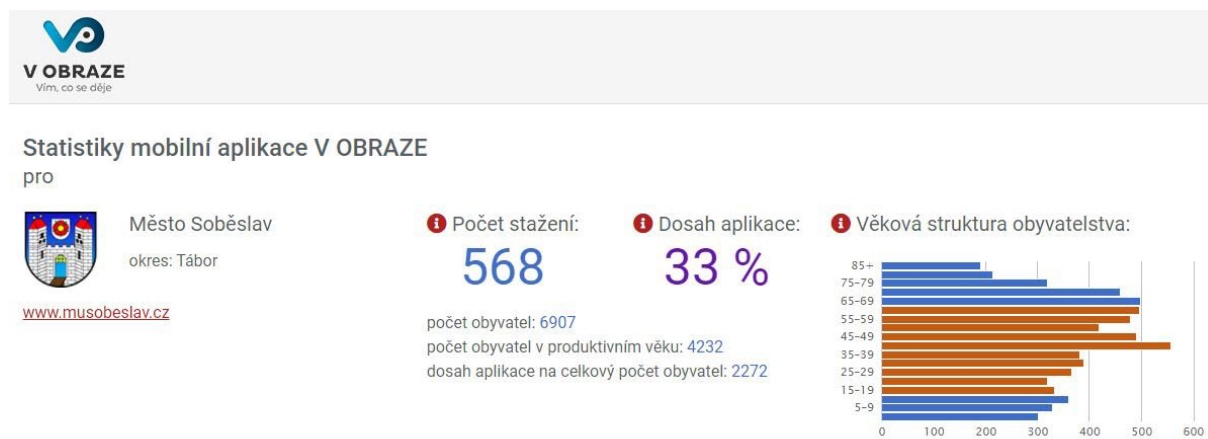 V OBRAZE
Vím, co se děje
Statistiky mobilní aplikace V OBRAZE
pro
Město Soběslav
okres: Tábor
www.musobeslav.cz
Počet stažení:
568
Dosah aplikace:
33 %
počet obyvatel: 6907
počet obyvatel v produktivním věku: 4232
dosah aplikace na celkový počet obyvatel: 2272
Věková struktura obyvatelstva:
85+
75-79
65-69
55-59
45-49
35-39
25-29
15-19
5-9
0 100 200 300 400 500 600